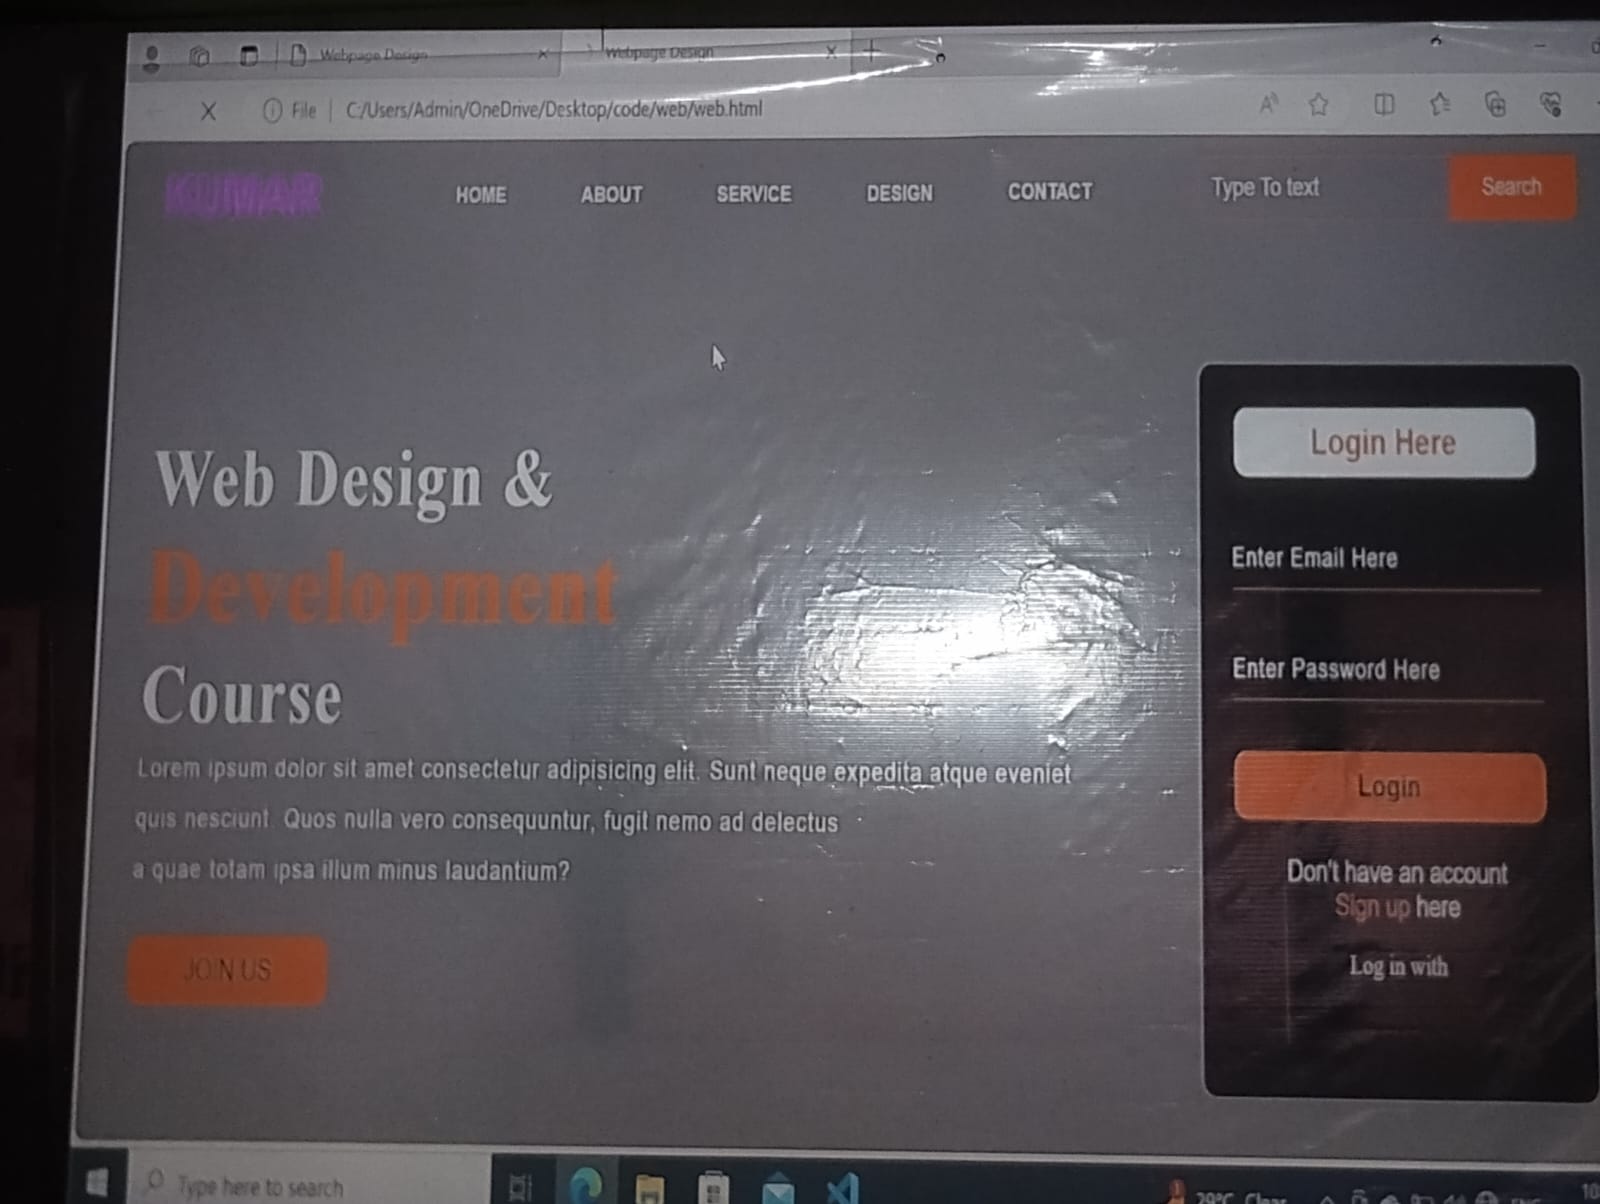 Webpage Design
Webpage Design
File
C:/Users/Admin/OneDrive/Desktop/code/web/web.html
KUMAR
HOME
ABOUT
SERVICE
DESIGN
CONTACT
Type To text
Search
Web Design &
Development
Course
Lorem ipsum dolor sit amet consectetur adipisicing elit. Sunt neque expedita atque eveniet
quis nesciunt. Quos nulla vero consequuntur, fugit nemo ad delectus
a quae totam ipsa illum minus laudantium?
JOIN US
Login Here
Enter Email Here
Enter Password Here
Login
Don't have an account
Sign up here
Log in with
Type here to search
29°C Clear